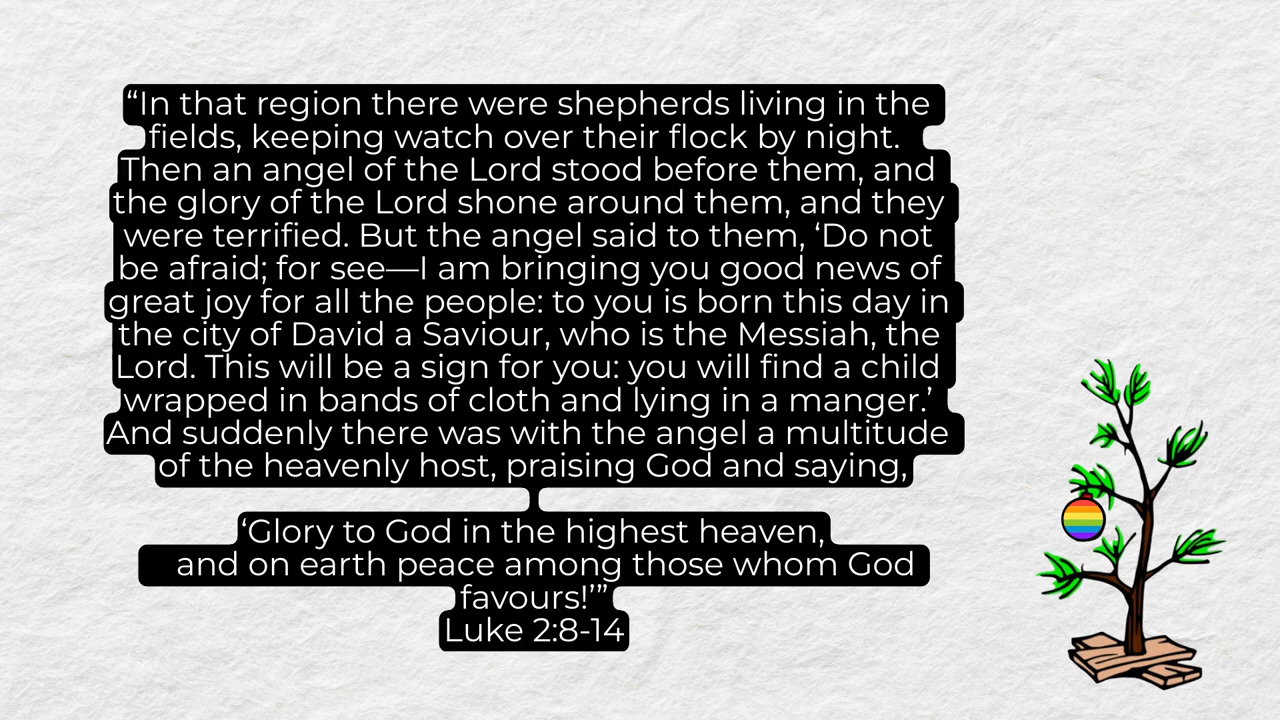 “In that region there were shepherds living in the
fields, keeping watch over their flock by night.
Then an angel of the Lord stood before them, and
the glory of the Lord shone around them, and they
were terrified. But the angel said to them, ‘Do not
be afraid; for see—I am bringing you good news of
great joy for all the people: to you is born this day in
the city of David a Saviour, who is the Messiah, the
Lord. This will be a sign for you: you will find a child
wrapped in bands of cloth and lying in a manger.’
And suddenly there was with the angel a multitude
of the heavenly host, praising God and saying,
‘Glory to God in the highest heaven,
and on earth peace among those whom God
favours!’”
Luke 2:8-14